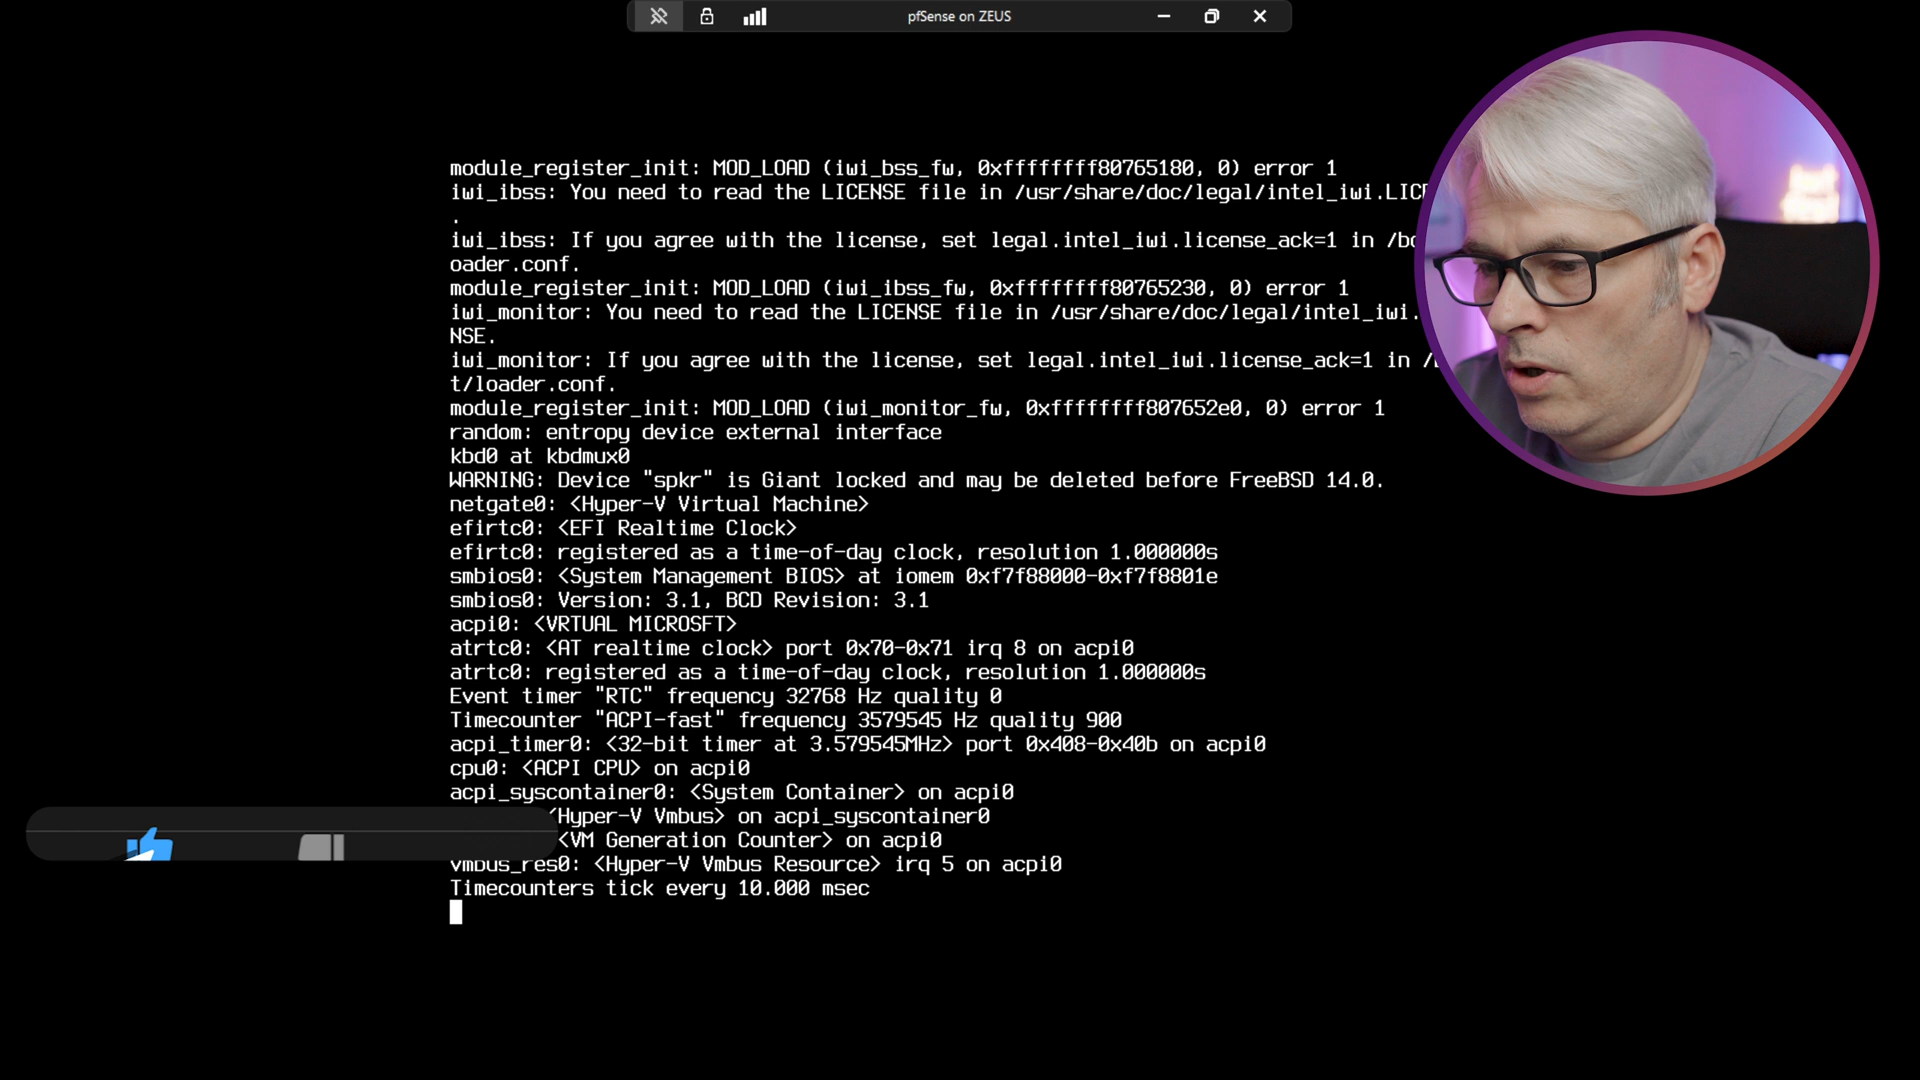 pfSense on ZEUS
module_register_init: MOD_LOAD (iwi_bss_fw, 0xffffffff80765180, 0) error 1
iwi_ibss: You need to read the LICENSE file in /usr/share/doc/legal/intel_iwi.LICE
.
iwi_ibss: If you agree with the license, set legal.intel_iwi.license_ack=1 in /bo
oader.conf.
module_register_init: MOD_LOAD (iwi_ibss_fw, 0xffffffff80765230, 0) error 1
iwi_monitor: You need to read the LICENSE file in /usr/share/doc/legal/intel_iwi.
NSE.
iwi_monitor: If you agree with the license, set legal.intel_iwi.license_ack=1 in /
t/loader.conf.
module_register_init: MOD_LOAD (iwi_monitor_fw, 0xffffffff807652e0, 0) error 1
random: entropy device external interface
kbd0 at kbdmux0
WARNING: Device "spkr" is Giant locked and may be deleted before FreeBSD 14.0.
netgate0: <Hyper-V Virtual Machine>
efirtc0: <EFI Realtime Clock>
efirtc0: registered as a time-of-day clock, resolution 1.000000s
smbios0: <System Management BIOS> at iomem 0xf7f88000-0xf7f8801e
smbios0: Version: 3.1, BCD Revision: 3.1
acpi0: <VRTUAL MICROSFT>
atrtc0: <AT realtime clock> port 0x70-0x71 irq 8 on acpi0
atrtc0: registered as a time-of-day clock, resolution 1.000000s
Event timer "RTC" frequency 32768 Hz quality 0
Timecounter "ACPI-fast" frequency 3579545 Hz quality 900
acpi_timer0: <32-bit timer at 3.579545MHz> port 0x408-0x40b on acpi0
cpu0: <ACPI CPU> on acpi0
acpi_syscontainer0: <System Container> on acpi0
<Hyper-V Vmbus> on acpi_syscontainer0
<VM Generation Counter> on acpi0
vmbus_res0: <Hyper-V Vmbus Resource> irq 5 on acpi0
Timecounters tick every 10.000 msec